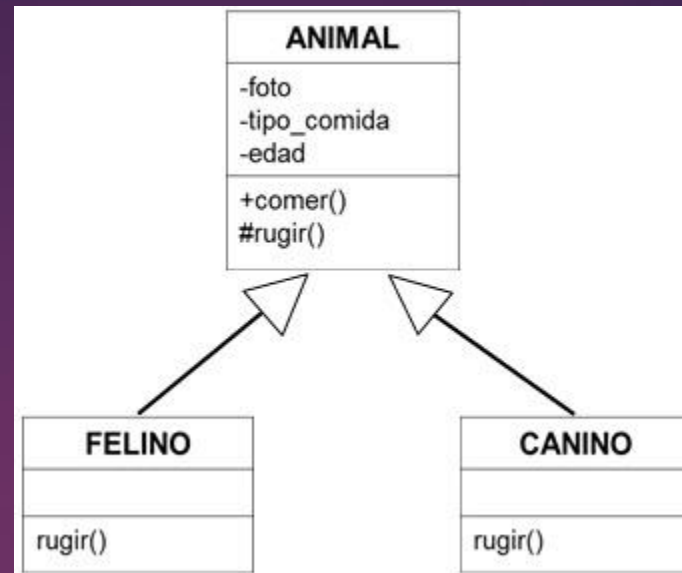 ANIMAL
-foto
-tipo_comida
-edad
+comer()
#rugir()
FELINO
rugir()
CANINO
rugir()